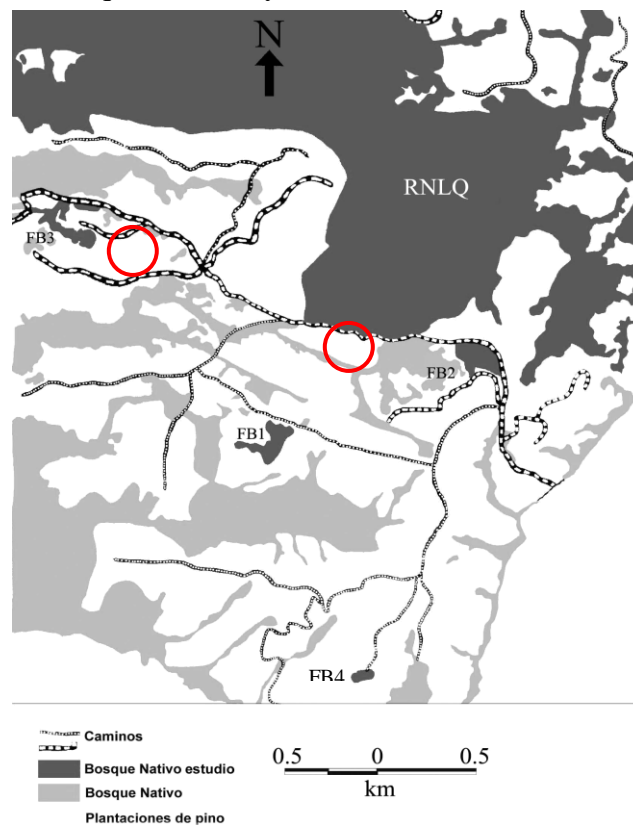 N
RNLQ
FB3
FB2
FB1
FB4
Caminos
Bosque Nativo estudio
Bosque Nativo
Plantaciones de pino
0.5 0 0.5
km